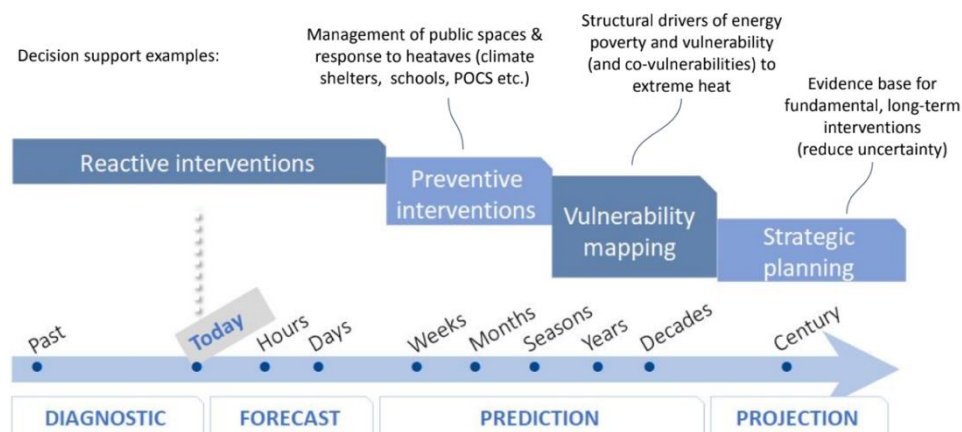 Decision support examples:
Management of public spaces &
response to heataves (climate
shelters, schools, POCS etc.)
Structural drivers of energy
poverty and vulnerability
(and co-vulnerabilities) to
extreme heat
Evidence base for
fundamental, long-term
interventions
(reduce uncertainty)
Reactive interventions
Preventive
interventions
Vulnerability
mapping
Strategic
planning
Past
Today
Hours
Days
Weeks
Months
Seasons
Years
Decades
Century
DIAGNOSTIC
FORECAST
PREDICTION
PROJECTION